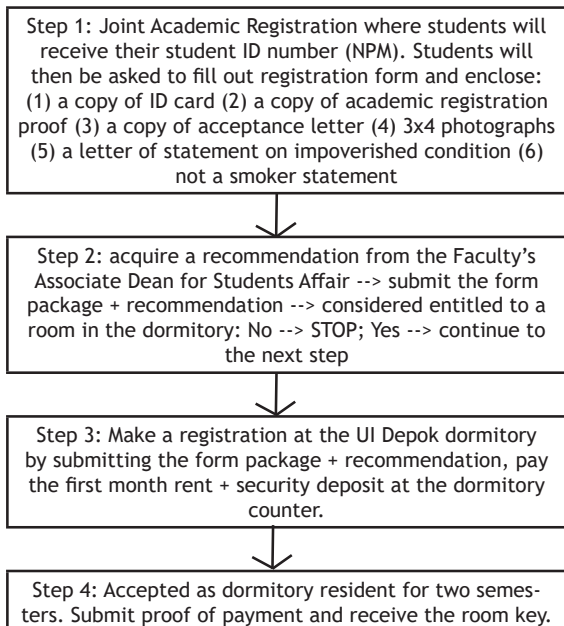 Step 1: Joint Academic Registration where students will
receive their student ID number (NPM). Students will
then be asked to fill out registration form and enclose:
(1) a copy of ID card (2) a copy of academic registration
proof (3) a copy of acceptance letter (4) 3x4 photographs
(5) a letter of statement on impoverished condition (6)
not a smoker statement
Step 2: acquire a recommendation from the Faculty’s
Associate Dean for Students Affair --> submit the form
package + recommendation --> considered entitled to a
room in the dormitory: No --> STOP; Yes --> continue to
the next step
Step 3: Make a registration at the UI Depok dormitory
by submitting the form package + recommendation, pay
the first month rent + security deposit at the dormitory
counter.
Step 4: Accepted as dormitory resident for two semes-
ters. Submit proof of payment and receive the room key.